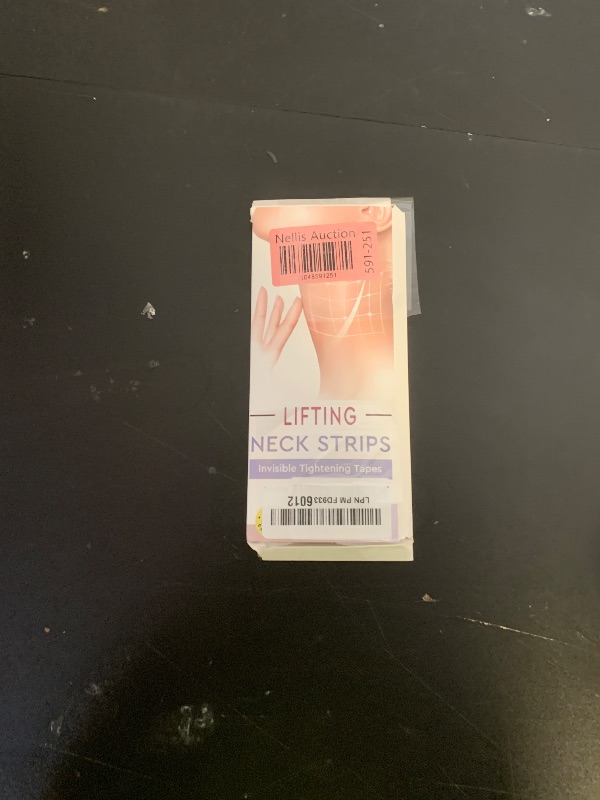 Nellis Auction
591-251
LIFTING
NECK STRIPS
Invisible Tightening Tapes
LPN PM FD933 6012